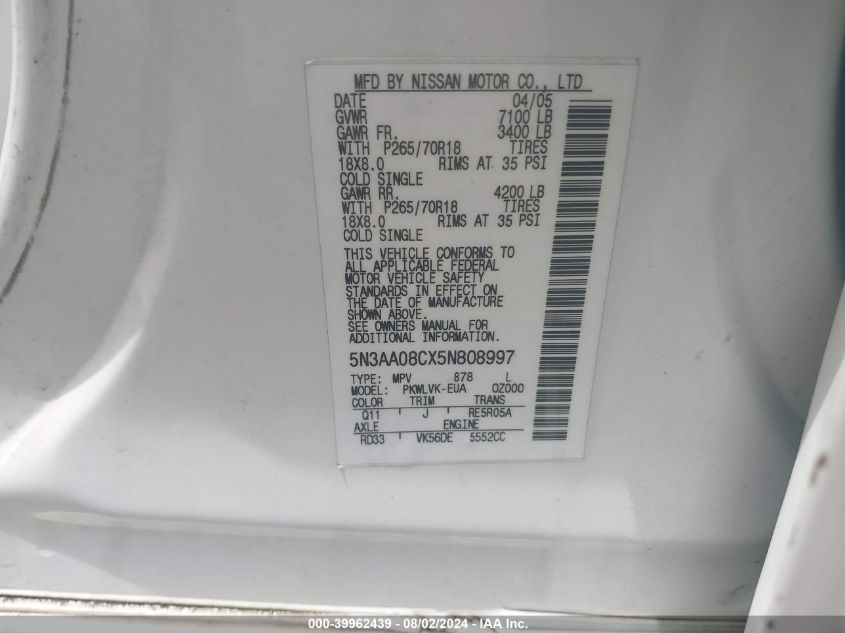 MFD BY NISSAN MOTOR CO., LTD
DATE 04/05
GVWR 7100 LB
GAWR FR. 3400 LB
WITH P265/70R18 TIRES
18X8.0 RIMS AT 35 PSI
COLD SINGLE
GAWR RR. 4200 LB
WITH P265/70R18 TIRES
18X8.0 RIMS AT 35 PSI
COLD SINGLE
THIS VEHICLE CONFORMS TO
ALL APPLICABLE FEDERAL
MOTOR VEHICLE SAFETY
STANDARDS IN EFFECT ON
THE DATE OF MANUFACTURE
SHOWN ABOVE.
SEE OWNERS MANUAL FOR
ADDITIONAL INFORMATION.
5N3AA08CX5N808997
TYPE: MPV 878 L
MODEL: PKWLVK-EUA 0Z000
COLOR TRIM TRANS
Q11 J RE5R05A
AXLE ENGINE
RD33 VK56DE 5552CC
000-39962439 - 08/02/2024 - IAA Inc.